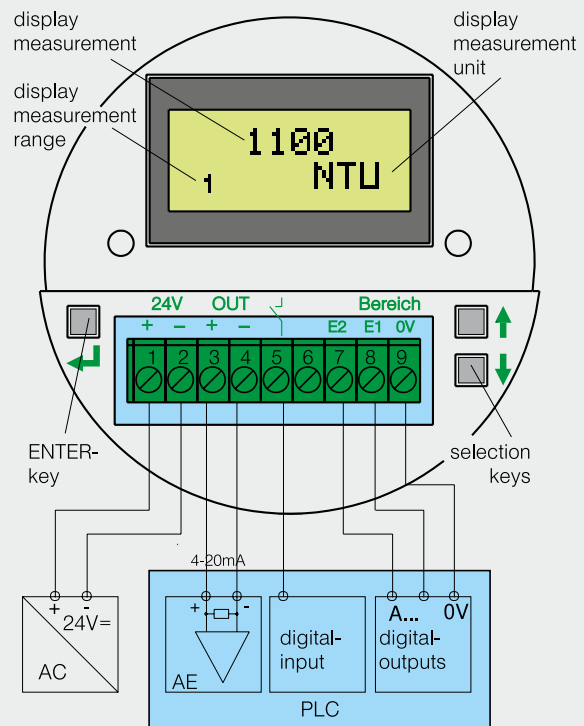 display
measurement
display
measurement
unit
display
measurement
range
1100
1
NTU
24V OUT Bereich
+ - + - E2 E1 0V
1 2 3 4 5 6 7 8 9
ENTER-
key
selection
keys
4-20mA
+ -
24V=
AC
+ -
AE
digital-
input
A... 0V
digital-
outputs
PLC